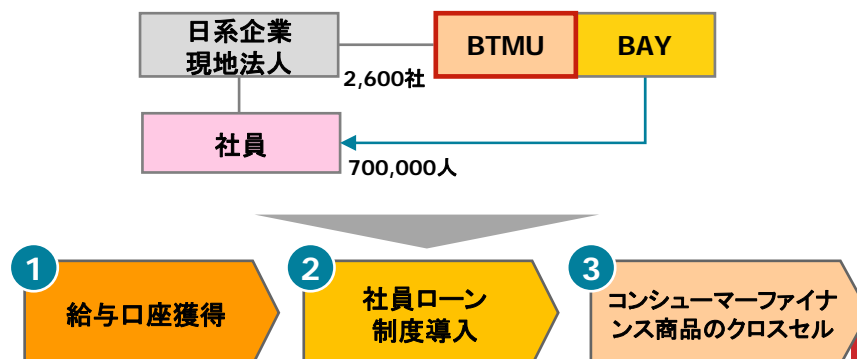 日系企業
現地法人
BTMU
BAY
2,600社
社員
700,000人
1
給与口座獲得
2
社員ローン
制度導入
3
コンシューマーファイナ
ンス商品のクロスセル